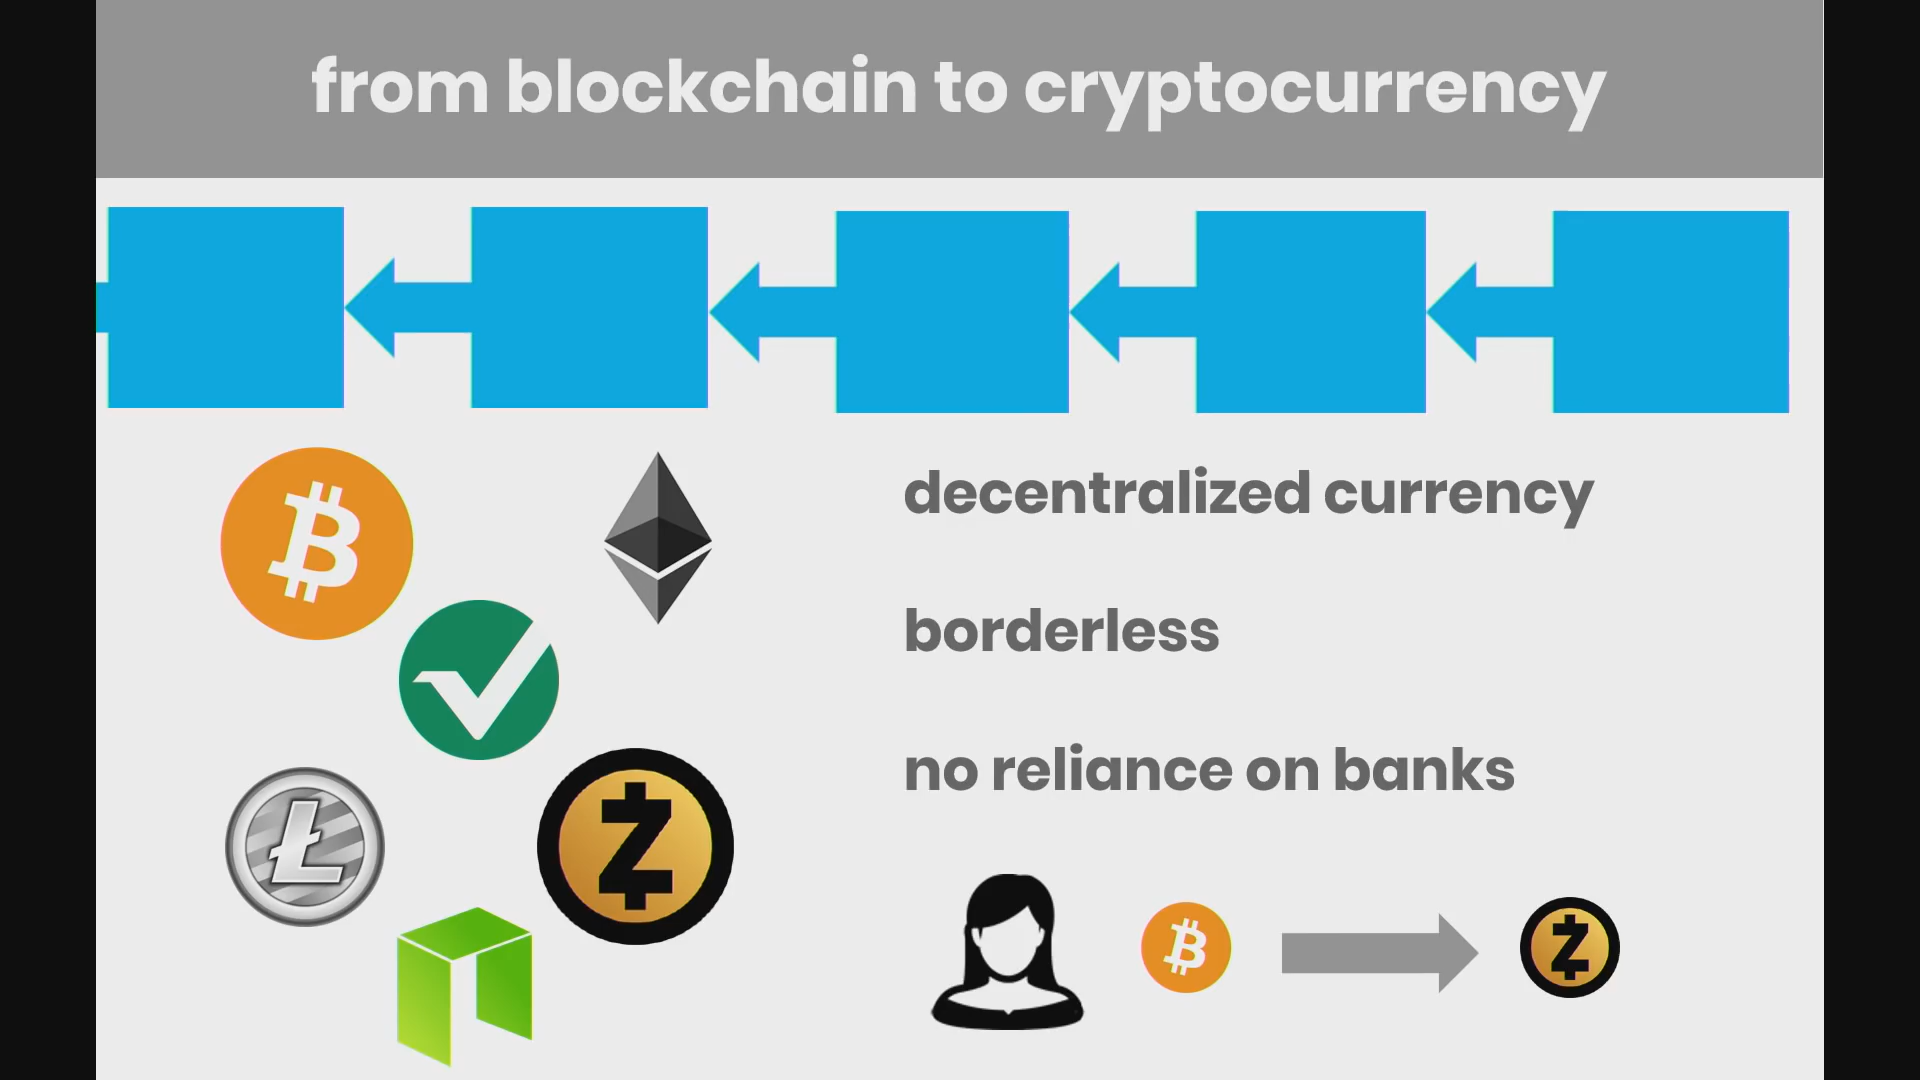 from blockchain to cryptocurrency
decentralized currency
borderless
no reliance on banks